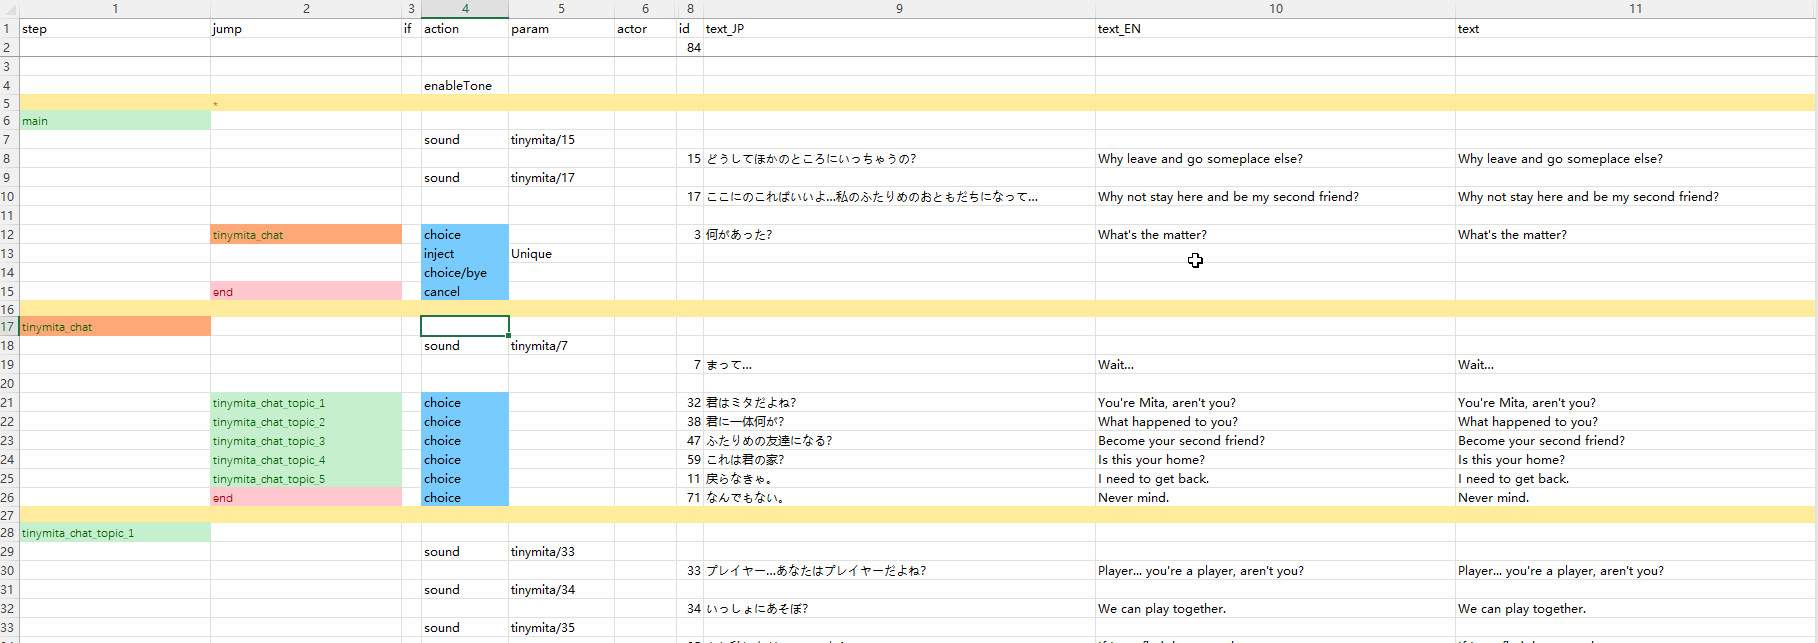 1 2 3 4 5 6 8 9 10 11
1 step jump if action param actor id text_JP text_EN text
2 84
3
4 enableTone
5 *
6 main
7 sound tinymita/15
8 15 どうしてほかのところにいっちゃうの? Why leave and go someplace else? Why leave and go someplace else?
9 sound tinymita/17
10 17 ここにのこればいいよ...私のふたりめのおともだちになって... Why not stay here and be my second friend? Why not stay here and be my second friend?
11
12 tinymita_chat choice 3 何があった? What's the matter? What's the matter?
13 inject Unique
14 choice/bye
15 end cancel
16
17 tinymita_chat
18 sound tinymita/7
19 7 まって... Wait... Wait...
20
21 tinymita_chat_topic_1 choice 32 君はミタだよね? You're Mita, aren't you? You're Mita, aren't you?
22 tinymita_chat_topic_2 choice 38 君に一体何が? What happened to you? What happened to you?
23 tinymita_chat_topic_3 choice 47 ふたりめの友達になる? Become your second friend? Become your second friend?
24 tinymita_chat_topic_4 choice 59 これは君の家? Is this your home? Is this your home?
25 tinymita_chat_topic_5 choice 11 戻らなきゃ。 I need to get back. I need to get back.
26 end choice 71 なんでもない。 Never mind. Never mind.
27
28 tinymita_chat_topic_1
29 sound tinymita/33
30 33 プレイヤー...あなたはプレイヤーだよね? Player... you're a player, aren't you? Player... you're a player, aren't you?
31 sound tinymita/34
32 34 いっしょにあそぼ? We can play together. We can play together.
33 sound tinymita/35